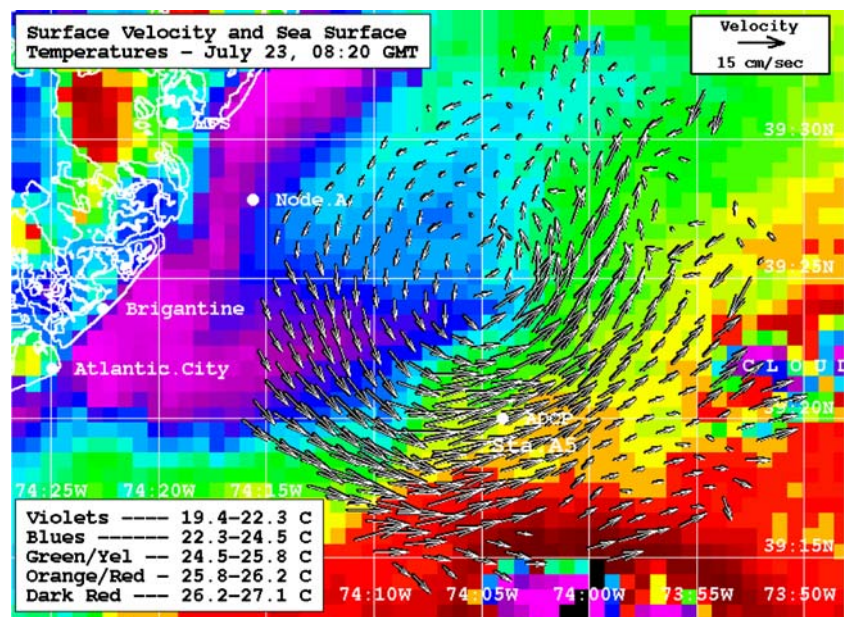 Surface Velocity and Sea Surface
Temperatures – July 23, 08:20 GMT
Velocity
15 cm/sec
39:30N
Node.A
39:25N
Brigantine
Atlantic.City
C L O U D
39:20N
Sta.A5
74:25W 74:20W 74:15W
Violets ---- 19.4–22.3 C
Blues ------ 22.3–24.5 C
Green/Yel -- 24.5–25.8 C
Orange/Red – 25.8–26.2 C
Dark Red --- 26.2–27.1 C
39:15N
74:10W 74:05W 74:00W 73:55W 73:50W